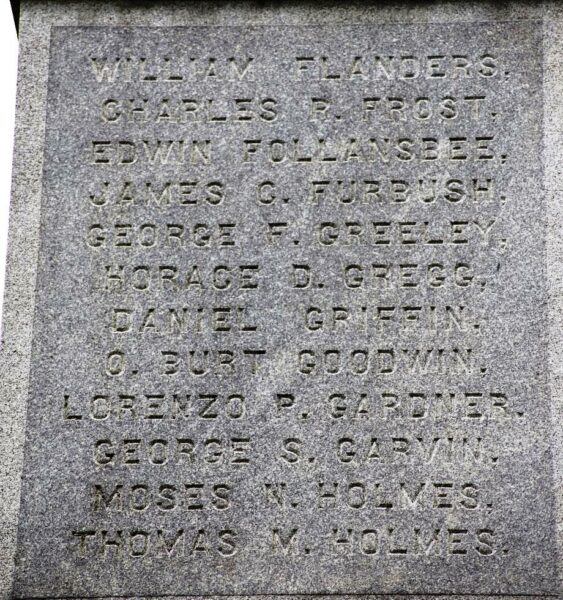 WILLIAM FLANDERS.
CHARLES R. FROST.
EDWIN FOLLANSBEE.
JAMES C. FURBUSH.
GEORGE F. GREELEY.
HORACE D. GREGG.
DANIEL GRIFFIN.
O. BURT GOODWIN.
LORENZO P. GARDNER.
GEORGE S. GARVIN.
MOSES N. HOLMES.
THOMAS M. HOLMES.